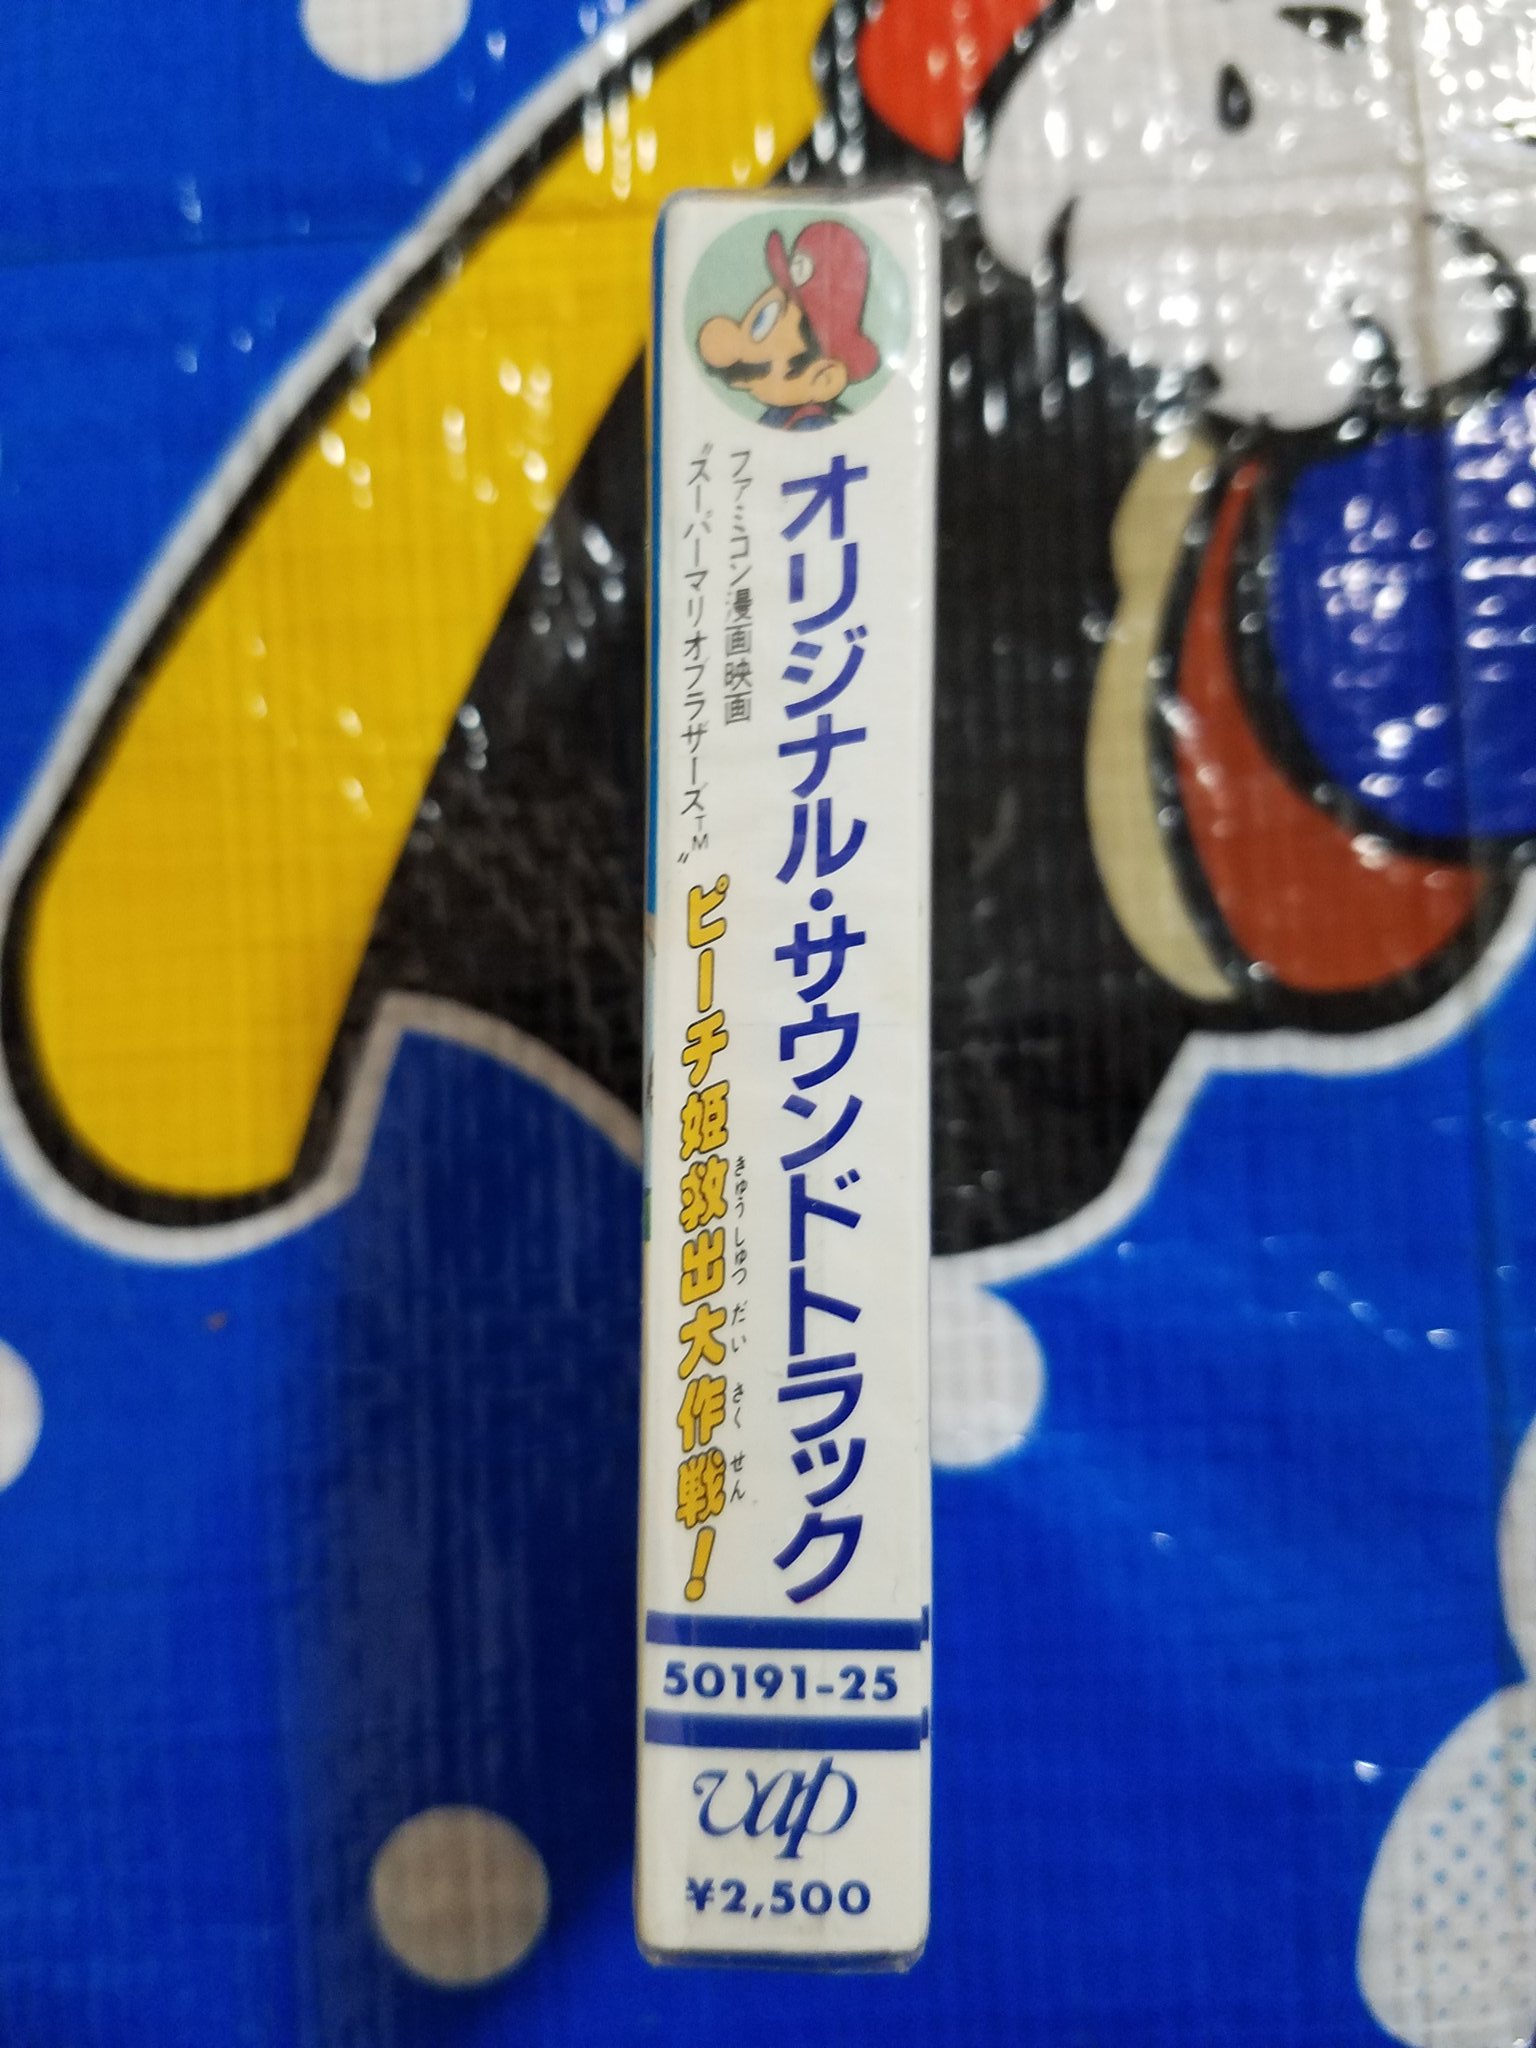 オリジナル・サウンドトラック
ファミコン漫画映画
“スーパーマリオブラザーズTM”
ピーチ姫救出大作戦！
きゅうしゅつ だい さく せん
50191-25
vap
¥2,500